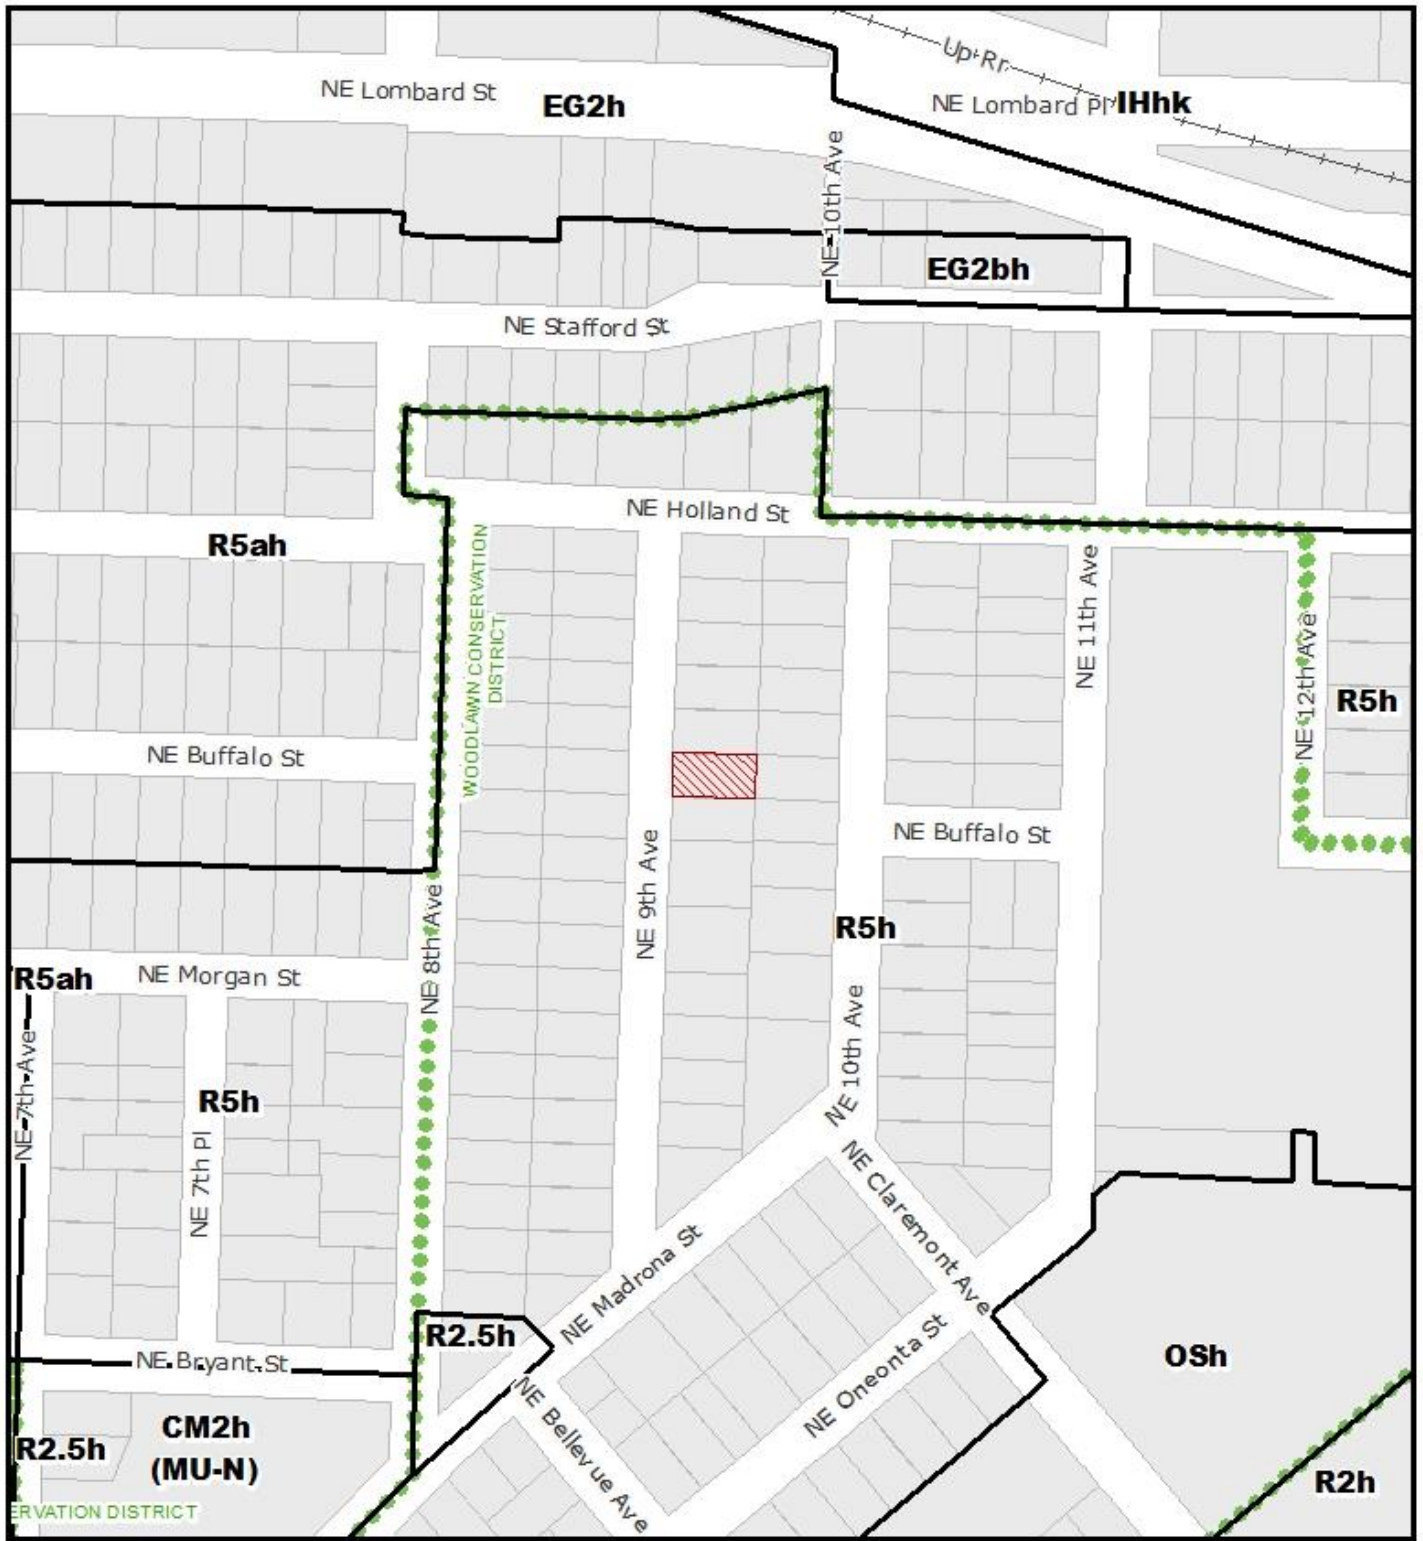 Up Rr
NE Lombard St
EG2h
NE Lombard Pl
IHhk
NE 10th Ave
EG2bh
NE Stafford St
NE Holland St
R5ah
WOODLAWN CONSERVATION
DISTRICT
NE 11th Ave
NE 12th Ave
R5h
NE Buffalo St
NE Buffalo St
NE 9th Ave
R5h
NE 8th Ave
R5ah
NE Morgan St
NE 10th Ave
NE 7th Ave
R5h
NE 7th Pl
NE Claremont Ave
NE Madrona St
R2.5h
NE Bryant St
OSh
NE Oneonta St
NE Bellevue Ave
CM2h
(MU-N)
R2.5h
R2h
ERVATION DISTRICT